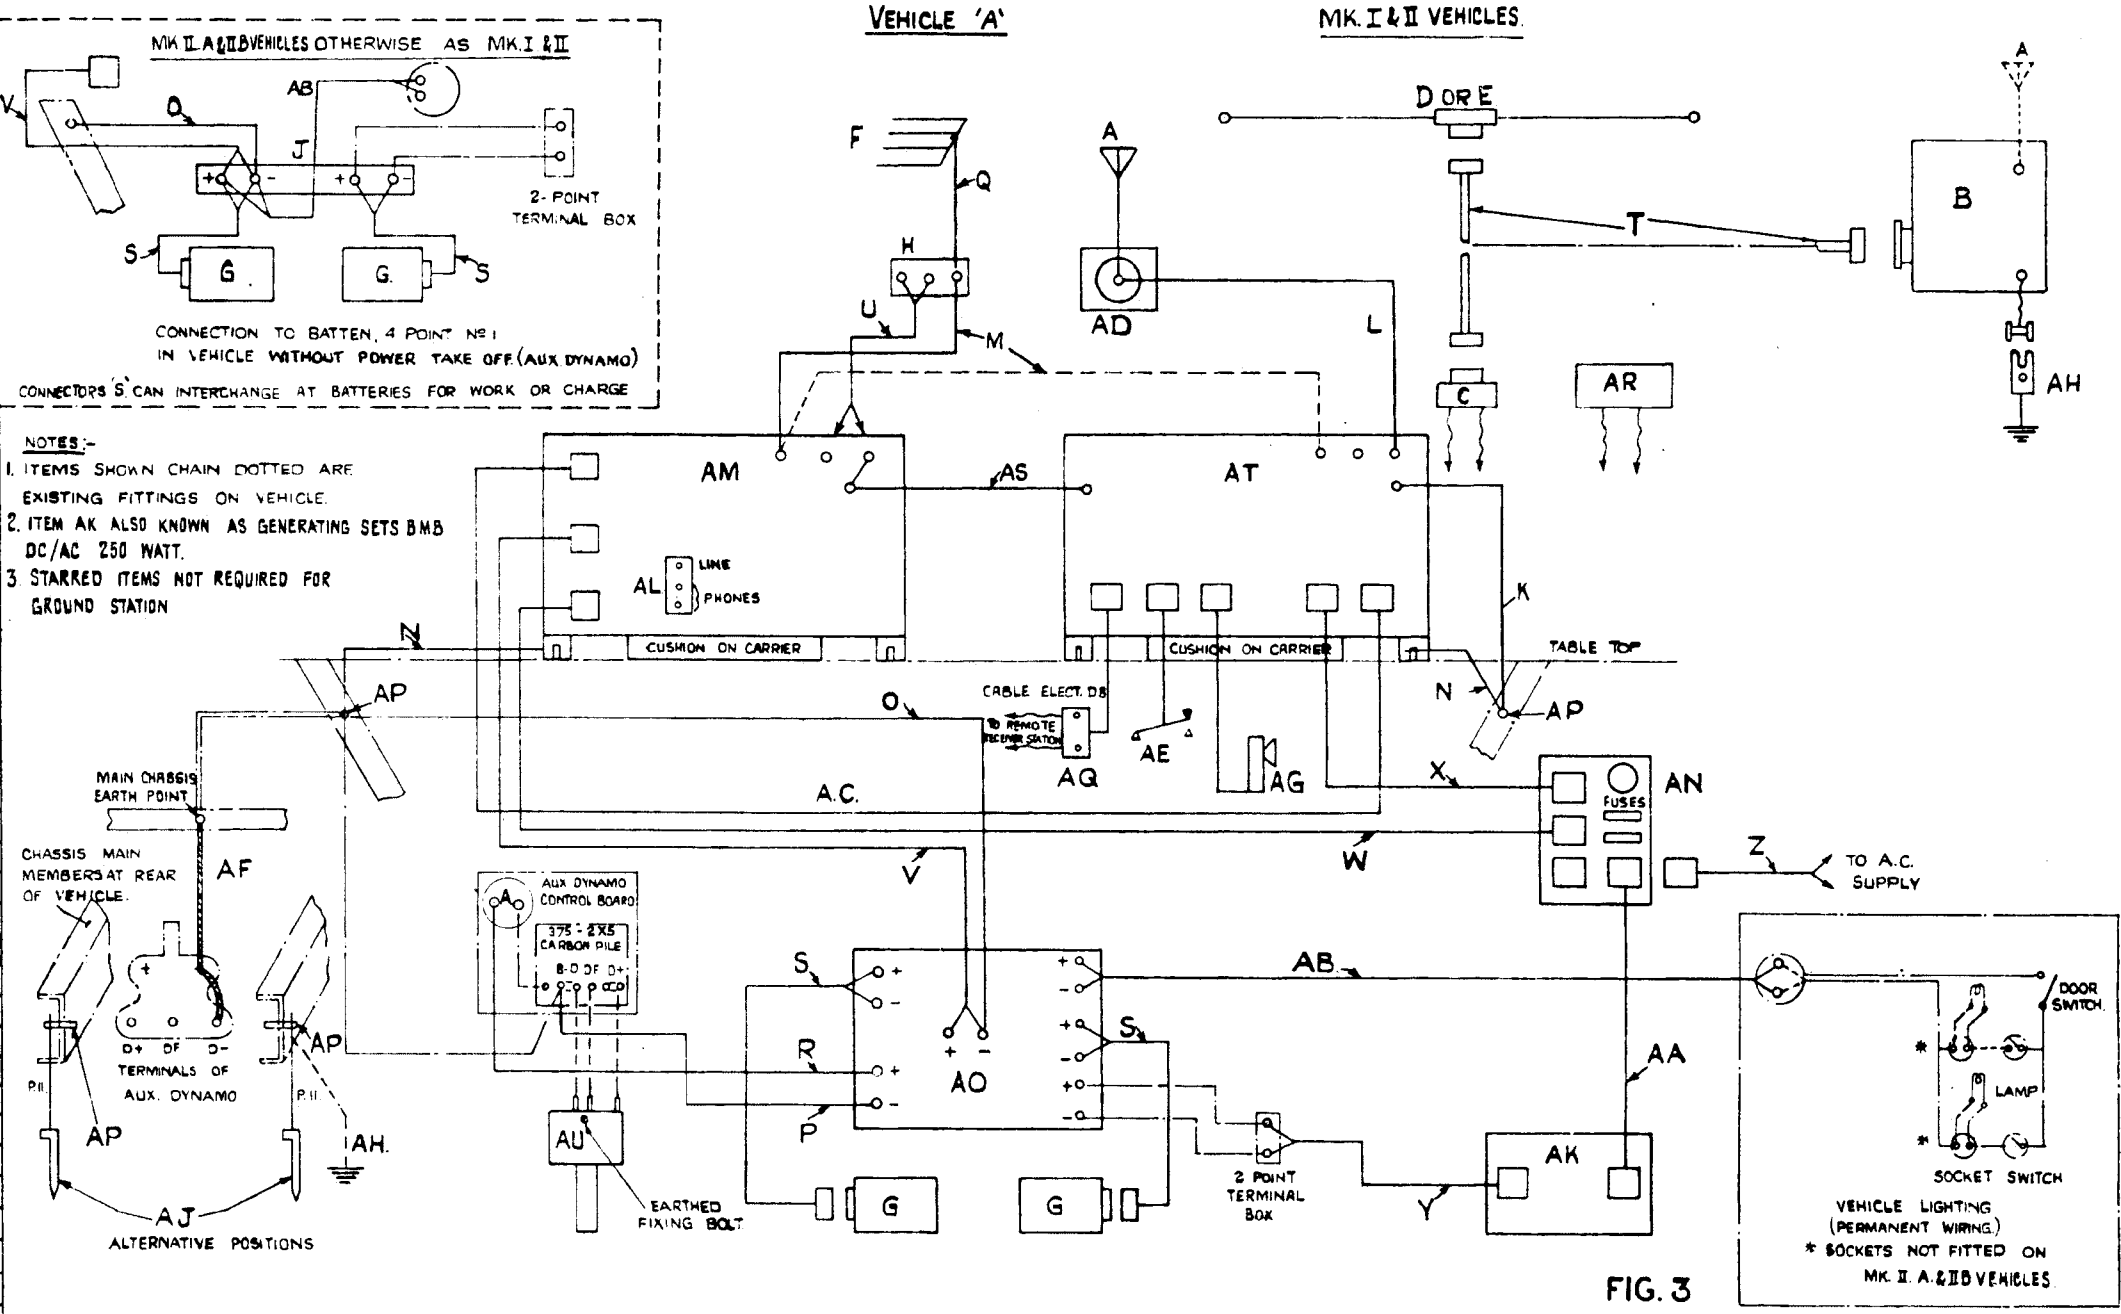 VEHICLE 'A'
MK. I & II VEHICLES.
MK II. A & II B VEHICLES OTHERWISE AS MK. I & II
V
O
AB
J
+
-
+
-
2-POINT
TERMINAL BOX
S
G
G.
S
CONNECTION TO BATTEN, 4 POINT Nº 1
IN VEHICLE WITHOUT POWER TAKE OFF. (AUX. DYNAMO)
CONNECTORS 'S' CAN INTERCHANGE AT BATTERIES FOR WORK OR CHARGE
NOTES:-
1. ITEMS SHOWN CHAIN DOTTED ARE
EXISTING FITTINGS ON VEHICLE.
2. ITEM AK ALSO KNOWN AS GENERATING SETS BMB
DC/AC 250 WATT.
3. STARRED ITEMS NOT REQUIRED FOR
GROUND STATION
F
Q
H
U
M
A
AD
L
D OR E
T
C
AR
A
B
AH
AM
AS
AT
AL
LINE
PHONES
K
N
CUSHION ON CARRIER
CUSHION ON CARRIER
TABLE TOP
N
AP
AP
O
CABLE ELECT. D8
TO REMOTE
RECEIVER STATION
AQ
AE
AG
X
AN
FUSES
MAIN CHASSIS
EARTH POINT
A.C.
W
V
Z
TO A.C.
SUPPLY
CHASSIS MAIN
MEMBERS AT REAR
OF VEHICLE.
AF
A
AUX DYNAMO
CONTROL BOARD
375 - 2X5
CARBON PILE
B- D DF D+
+
D+ DF D-
TERMINALS OF
AUX. DYNAMO
P.11.
AP
AP
P.11.
AH.
AJ
ALTERNATIVE POSITIONS
AU
EARTHED
FIXING BOLT
S
+
-
R
+
P
-
+ -
AO
+
-
AB
+
-
S
+
-
G
G
2 POINT
TERMINAL
BOX
Y
AK
AA
DOOR
SWITCH.
*
LAMP
*
SOCKET SWITCH
VEHICLE LIGHTING
(PERMANENT WIRING.)
* SOCKETS NOT FITTED ON
MK. II. A. & II B VEHICLES.
FIG. 3